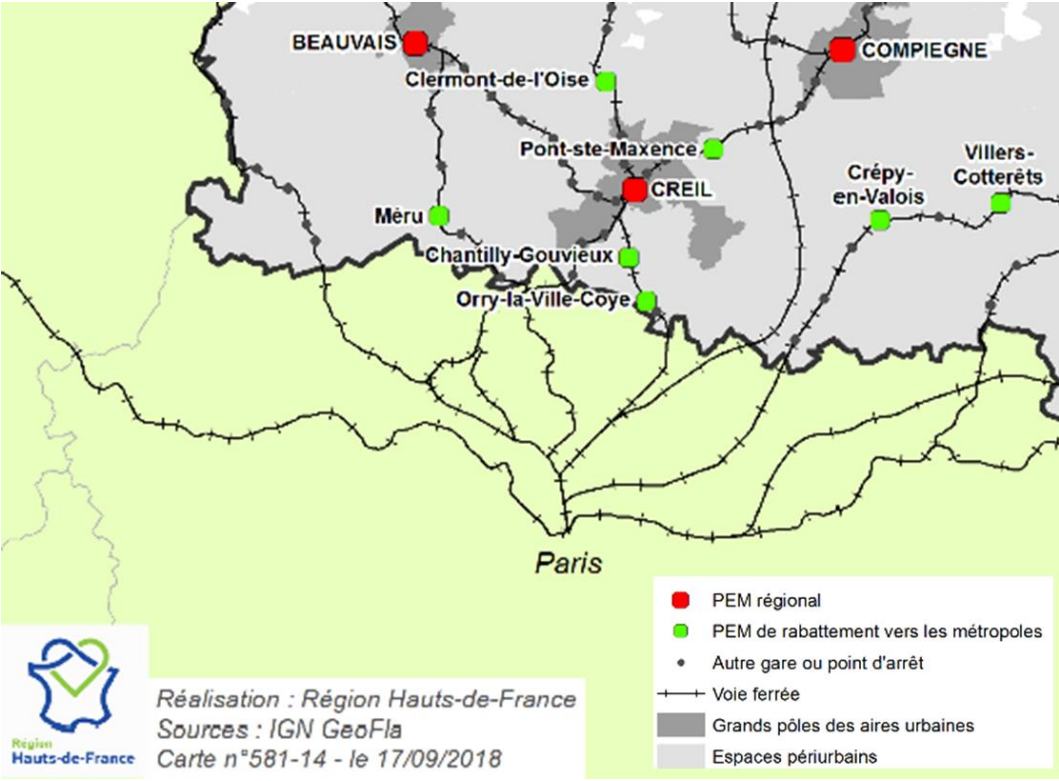 BEAUVAIS
COMPIEGNE
Clermont-de-l'Oise
Pont-ste-Maxence
Villers-
Cotterêts
Crépy-
en-Valois
CREIL
Méru
Chantilly-Gouvieux
Orry-la-Ville-Coye
Paris
PEM régional
PEM de rabattement vers les métropoles
Autre gare ou point d'arrêt
Voie ferrée
Grands pôles des aires urbaines
Espaces périurbains
Région
Hauts-de-France
Réalisation : Région Hauts-de-France
Sources : IGN GeoFla
Carte n°581-14 - le 17/09/2018